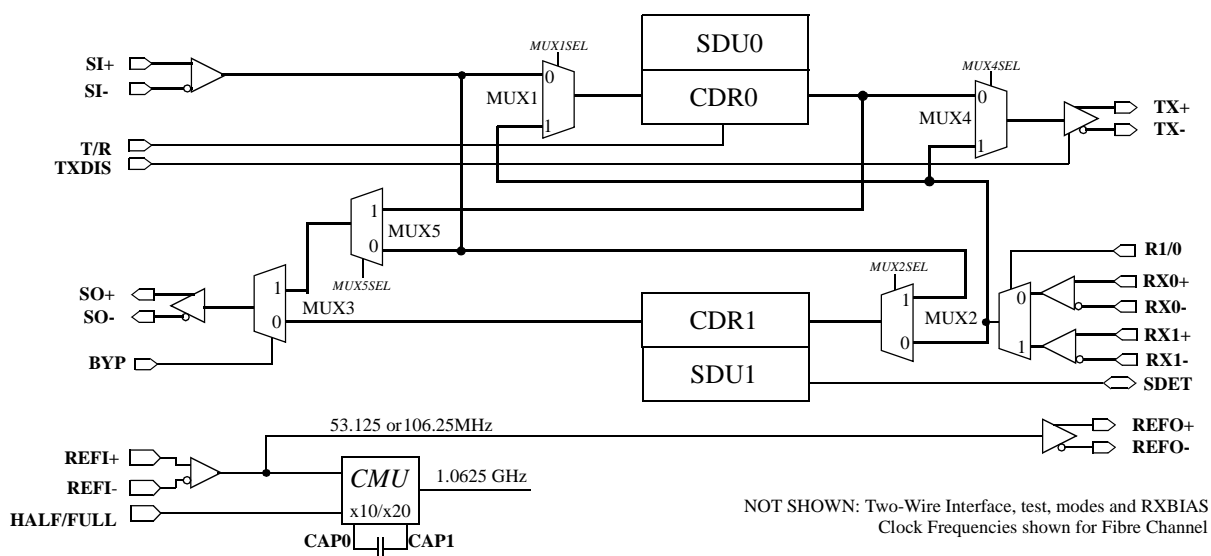 SDU0
MUX1SEL
MUX4SEL
SI+
SI-
0
MUX1
1
CDR0
0
MUX4
1
TX+
TX-
T/R
TXDIS
1
MUX5
0
MUX5SEL
MUX2SEL
R1/0
SO+
SO-
1
MUX3
0
CDR1
1
MUX2
0
0
1
RX0+
RX0-
RX1+
RX1-
BYP
SDU1
SDET
53.125 or 106.25MHz
REFO+
REFO-
REFI+
REFI-
CMU
x10/x20
1.0625 GHz
HALF/FULL
CAP0
CAP1
NOT SHOWN: Two-Wire Interface, test, modes and RXBIAS
Clock Frequencies shown for Fibre Channel